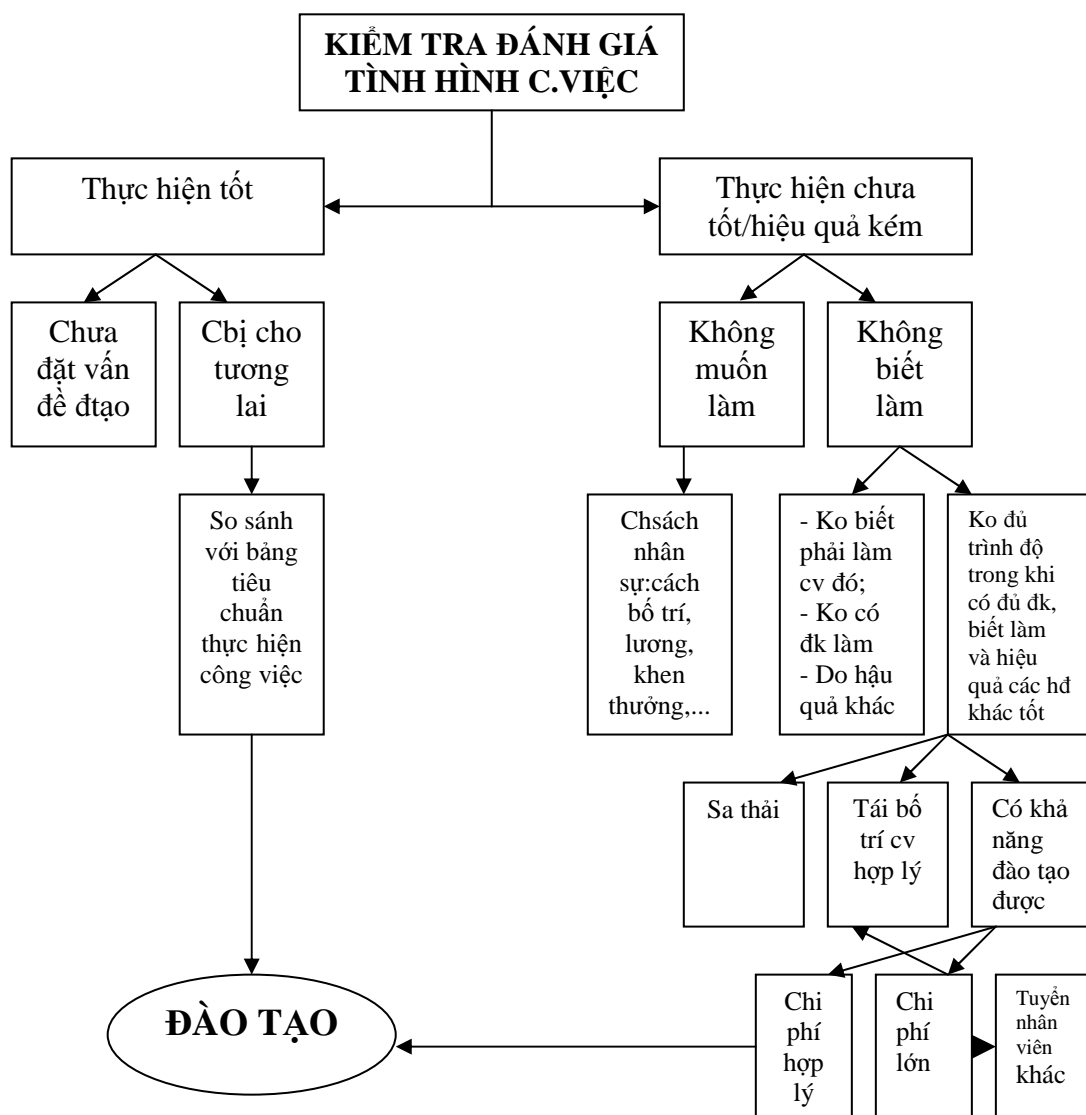 KIỂM TRA ĐÁNH GIÁ
TÌNH HÌNH C.VIỆC
Thực hiện tốt
Thực hiện chưa
tốt/hiệu quả kém
Chưa
đặt vấn
đề đtạo
Cbị cho
tương
lai
Không
muốn
làm
Không
biết
làm
So sánh
với bảng
tiêu
chuẩn
thực hiện
công việc
Chsách
nhân
sự:cách
bố trí,
lương,
khen
thưởng,...
- Ko biết
phải làm
cv đó;
- Ko có
đk làm
- Do hậu
quả khác
Ko đủ
trình độ
trong khi
có đủ đk,
biết làm
và hiệu
quả các hđ
khác tốt
Sa thải
Tái bố
trí cv
hợp lý
Có khả
năng
đào tạo
được
ĐÀO TẠO
Chi
phí
hợp
lý
Chi
phí
lớn
Tuyển
nhân
viên
khác